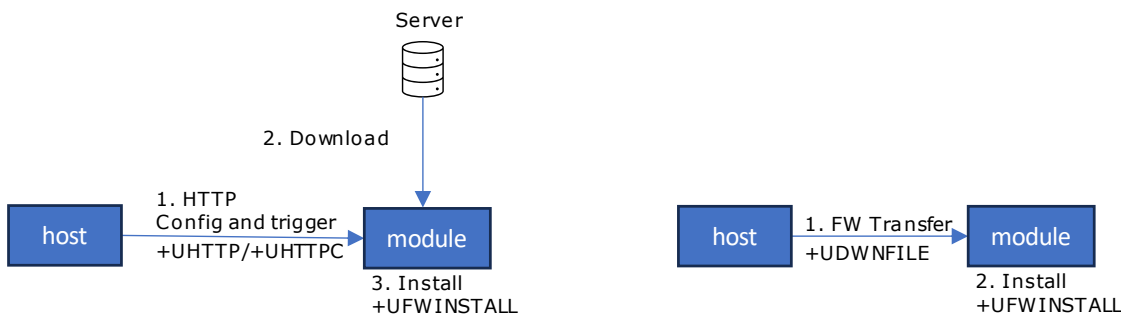 Server
2. Download
1. HTTP
Config and trigger
+UHTTP/+UHTTPC
host
module
3. Install
+UFWINSTALL
host
1. FW Transfer
+UDWNFILE
module
2. Install
+UFWINSTALL